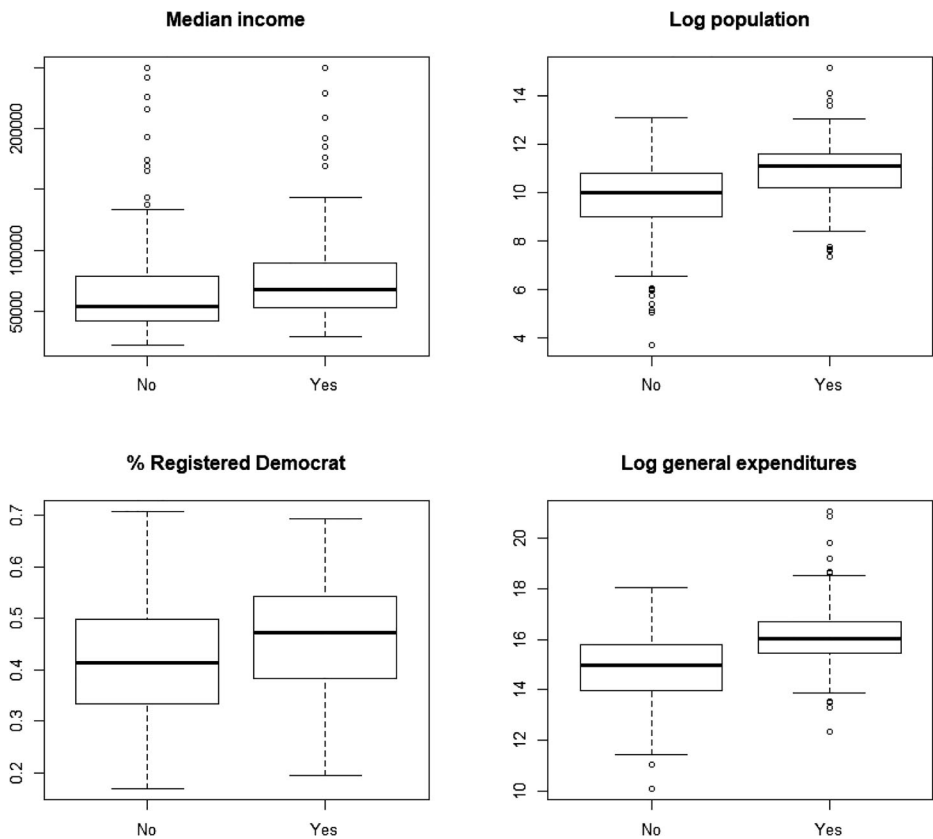 Median income
50000
100000
200000
No
Yes
Log population
4
6
8
10
12
14
No
Yes
% Registered Democrat
0.2
0.3
0.4
0.5
0.6
0.7
No
Yes
Log general expenditures
10
12
14
16
18
20
No
Yes